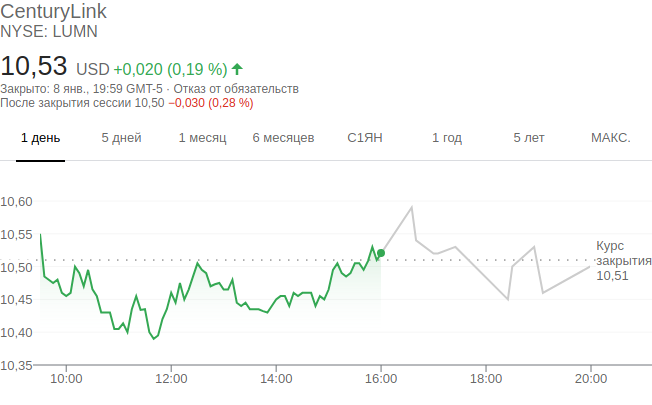 CenturyLink
NYSE: LUMN
10,53 USD +0,020 (0,19 %)
Закрыто: 8 янв., 19:59 GMT-5 · Отказ от обязательств
После закрытия сессии 10,50 −0,030 (0,28 %)
1 день 5 дней 1 месяц 6 месяцев С1ЯН 1 год 5 лет МАКС.
10,60
10,55
10,50
10,45
10,40
10,35
Курс
закрытия
10,51
10:00 12:00 14:00 16:00 18:00 20:00